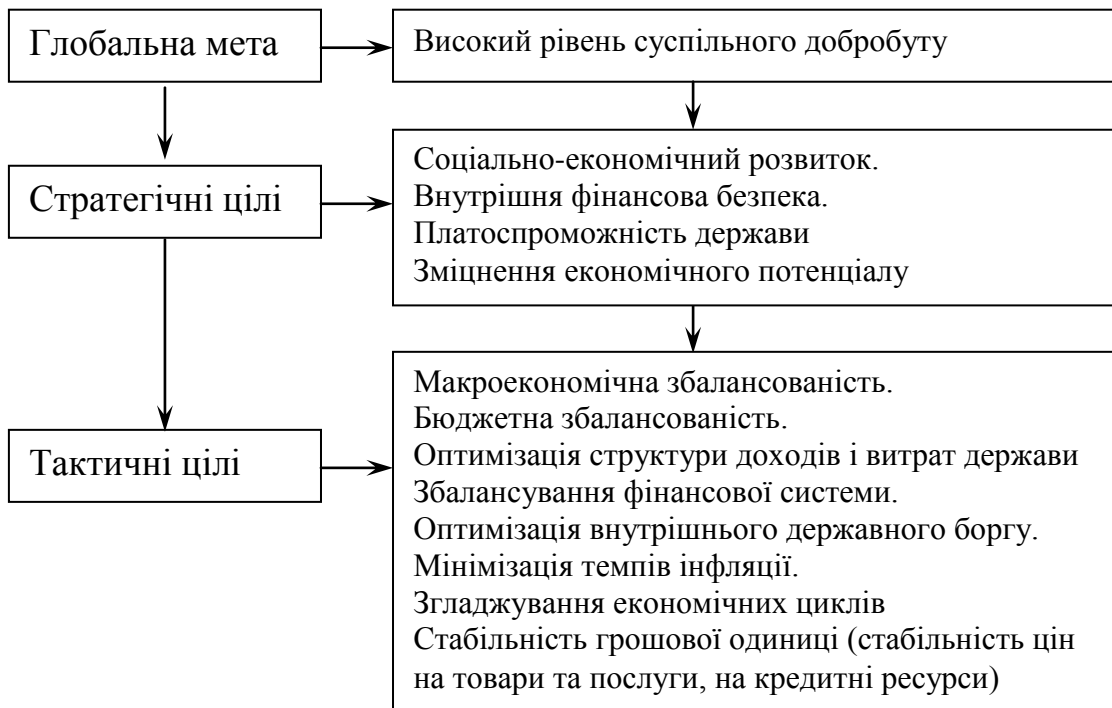 Глобальна мета
Високий рівень суспільного добробуту
Стратегічні цілі
Соціально-економічний розвиток.
Внутрішня фінансова безпека.
Платоспроможність держави
Зміцнення економічного потенціалу
Тактичні цілі
Макроекономічна збалансованість.
Бюджетна збалансованість.
Оптимізація структури доходів і витрат держави
Збалансування фінансової системи.
Оптимізація внутрішнього державного боргу.
Мінімізація темпів інфляції.
Згладжування економічних циклів
Стабільність грошової одиниці (стабільність цін
на товари та послуги, на кредитні ресурси)